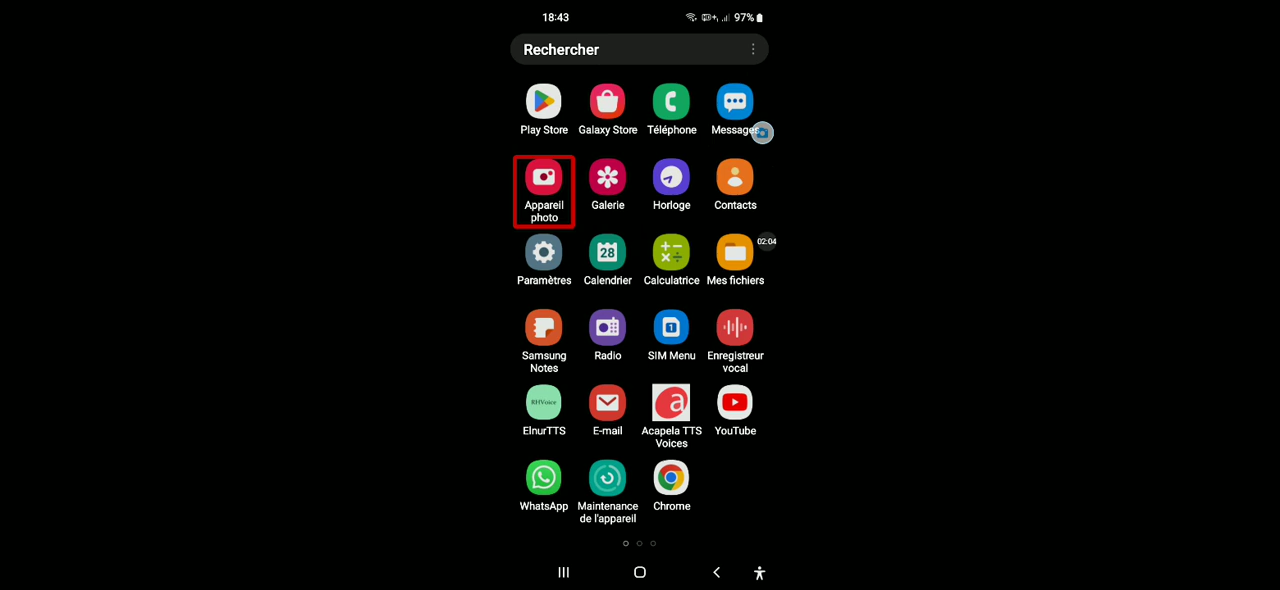 18:43 97%
Rechercher
Play Store Galaxy Store Téléphone Messages
Appareil photo Galerie Horloge Contacts
02:04
28
Paramètres Calendrier Calculatrice Mes fichiers
1
Samsung Notes Radio SIM Menu Enregistreur vocal
RHVoice a
ElnurTTS E-mail Acapela TTS Voices YouTube
WhatsApp Maintenance de l'appareil Chrome